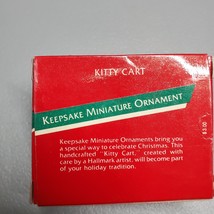 KITTY CART
KEEPSAKE MINIATURE ORNAMENT
Keepsake Miniature Ornaments bring you
a special way to celebrate Christmas. This
handcrafted "Kitty Cart," created with
care by a Hallmark artist, will become part
of your holiday tradition.